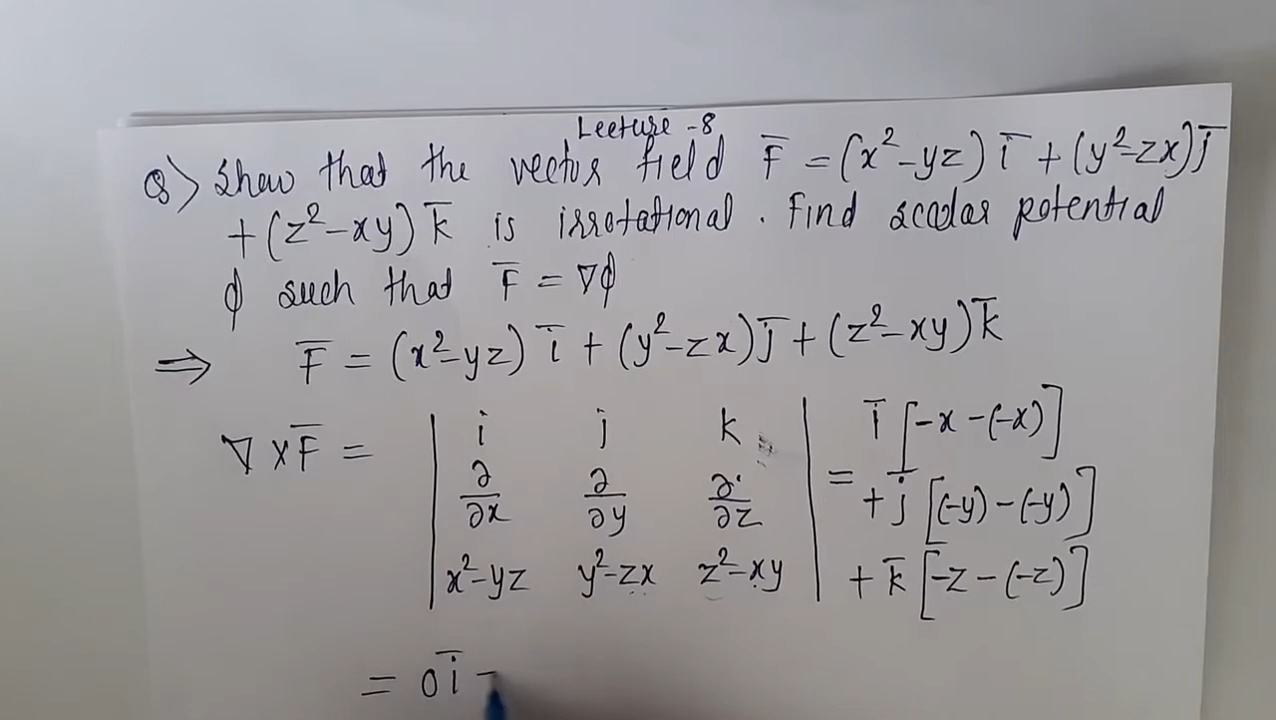 Lecture -8
Q> Show that the vector field F̅ = (x²-yz) i̅ + (y²-zx) j̅
+ (z²-xy) k̅ is irrotational. Find scalar potential
ϕ such that F̅ = ∇ϕ
⇒ F̅ = (x²-yz) i̅ + (y²-zx) j̅ + (z²-xy) k̅
∇ × F̅ = | i j k |
| ∂/∂x ∂/∂y ∂/∂z |
| x²-yz y²-zx z²-xy |
= i̅ [-x - (-x)]
+ j̅ [(-y) - (-y)]
+ k̅ [-z - (-z)]
= 0i̅ -